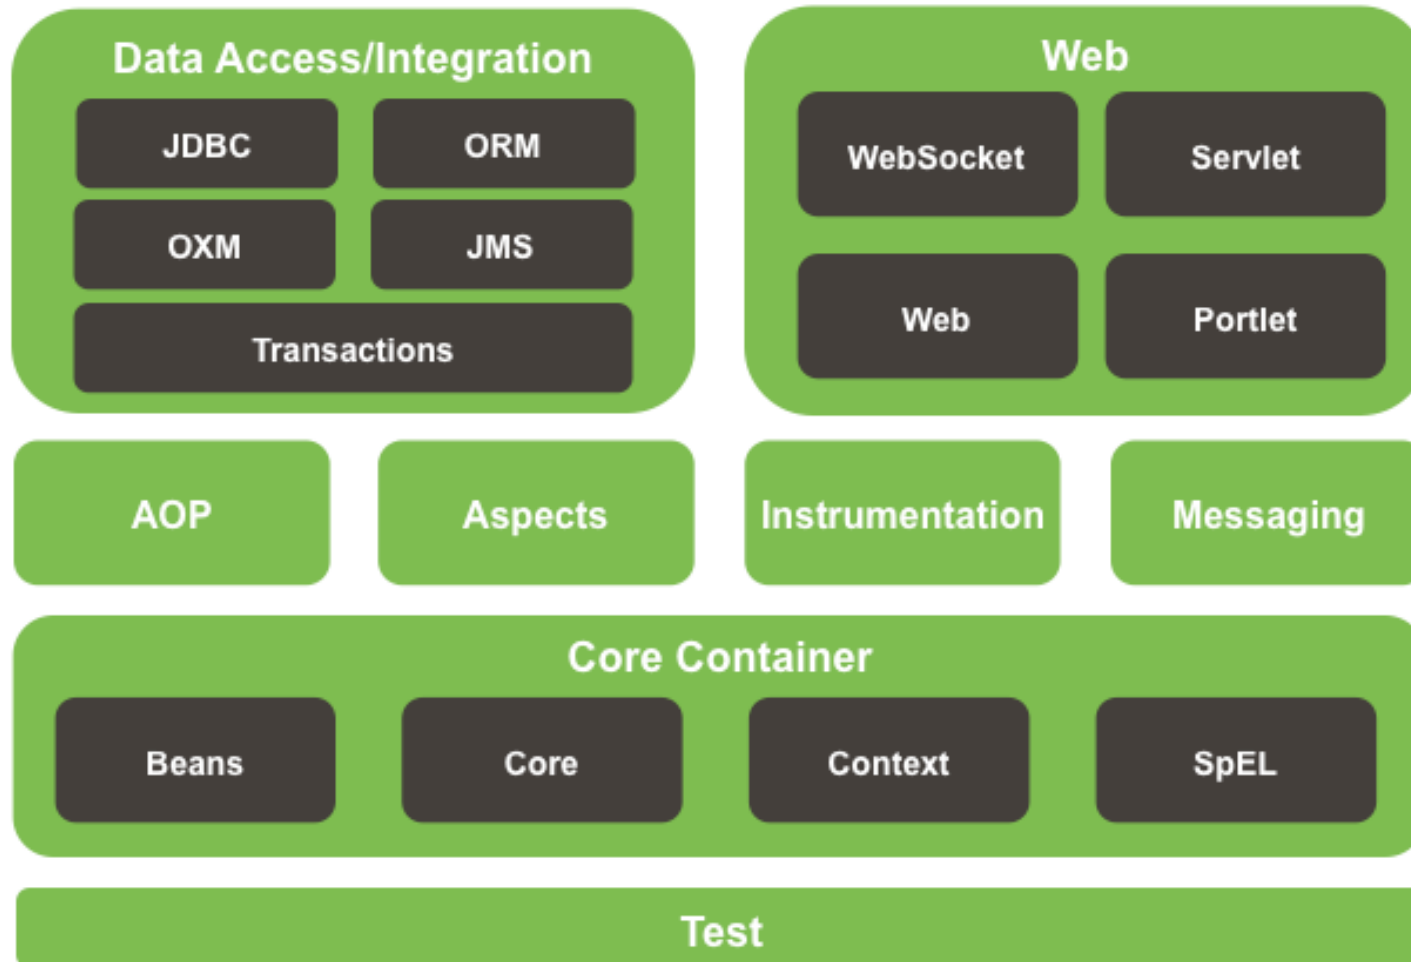 Data Access/Integration
JDBC
ORM
OXM
JMS
Transactions
Web
WebSocket
Servlet
Web
Portlet
AOP
Aspects
Instrumentation
Messaging
Core Container
Beans
Core
Context
SpEL
Test